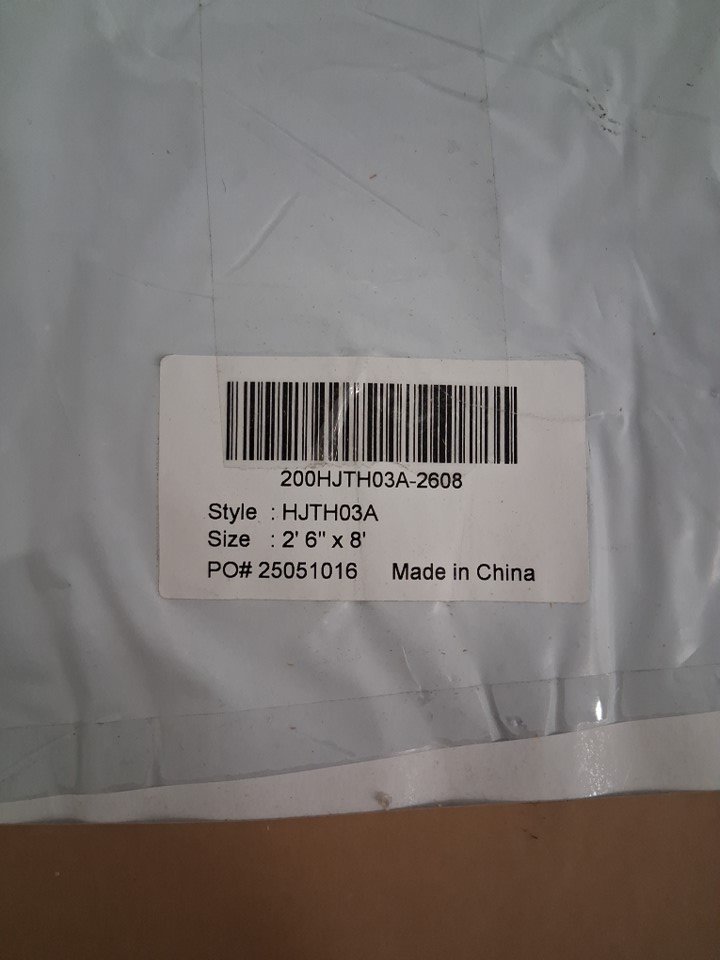 200HJTH03A-2608
Style : HJTH03A
Size : 2' 6" x 8'
PO# 25051016 Made in China